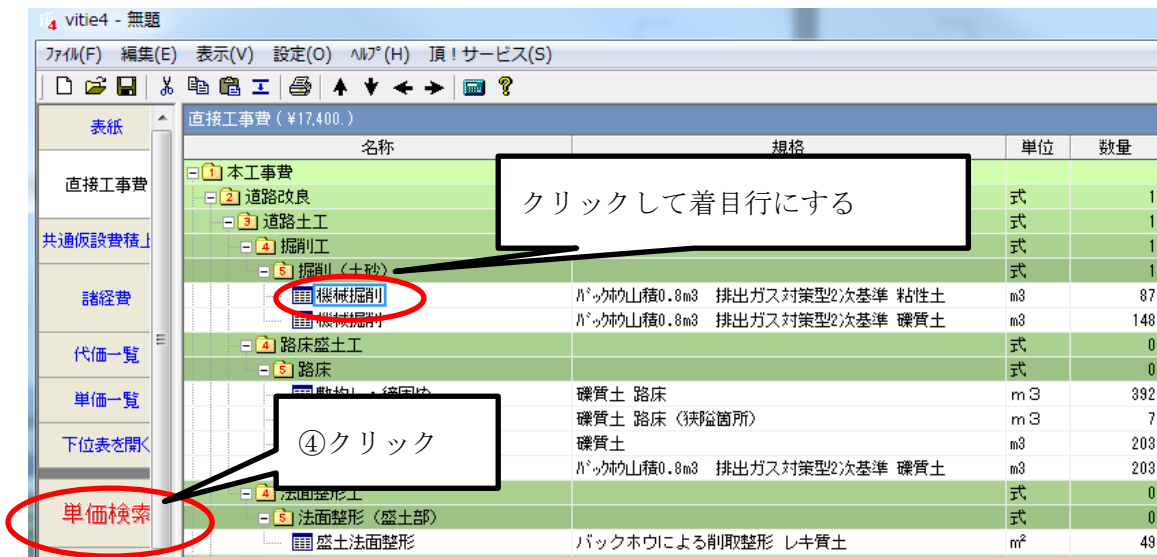 vitie4 - 無題
ﾌｧｲﾙ(F) 編集(E) 表示(V) 設定(O) ﾍﾙﾌﾟ(H) 頂！サービス(S)
表紙
直接工事費
共通仮設費積上
諸経費
代価一覧
単価一覧
下位表を開く
単価検索
直接工事費（¥17,400.）
名称 規格 単位 数量
1 本工事費
2 道路改良 式 1
3 道路土工 式 1
4 掘削工 式 1
5 掘削（土砂） 式 1
機械掘削 ﾊﾞｯｸﾎｳ山積0.8m3 排出ガス対策型2次基準 粘性土 m3 87
機械掘削 ﾊﾞｯｸﾎｳ山積0.8m3 排出ガス対策型2次基準 礫質土 m3 148
4 路床盛土工 式 0
5 路床 式 0
敷均し・締固め 礫質土 路床 ｍ３ 392
礫質土 路床（狭隘箇所） ｍ３ 7
礫質土 m3 203
ﾊﾞｯｸﾎｳ山積0.8m3 排出ガス対策型2次基準 礫質土 m3 203
4 法面整形工 式 0
5 法面整形（盛土部） 式 0
盛土法面整形 バックホウによる削取整形 レキ質土 m² 49
クリックして着目行にする
④クリック